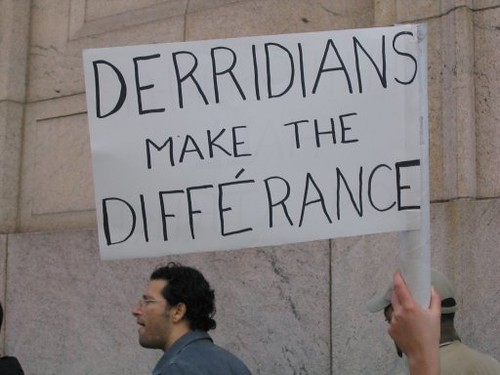 DERRIDIANS
MAKE THE
DIFFÉRANCE